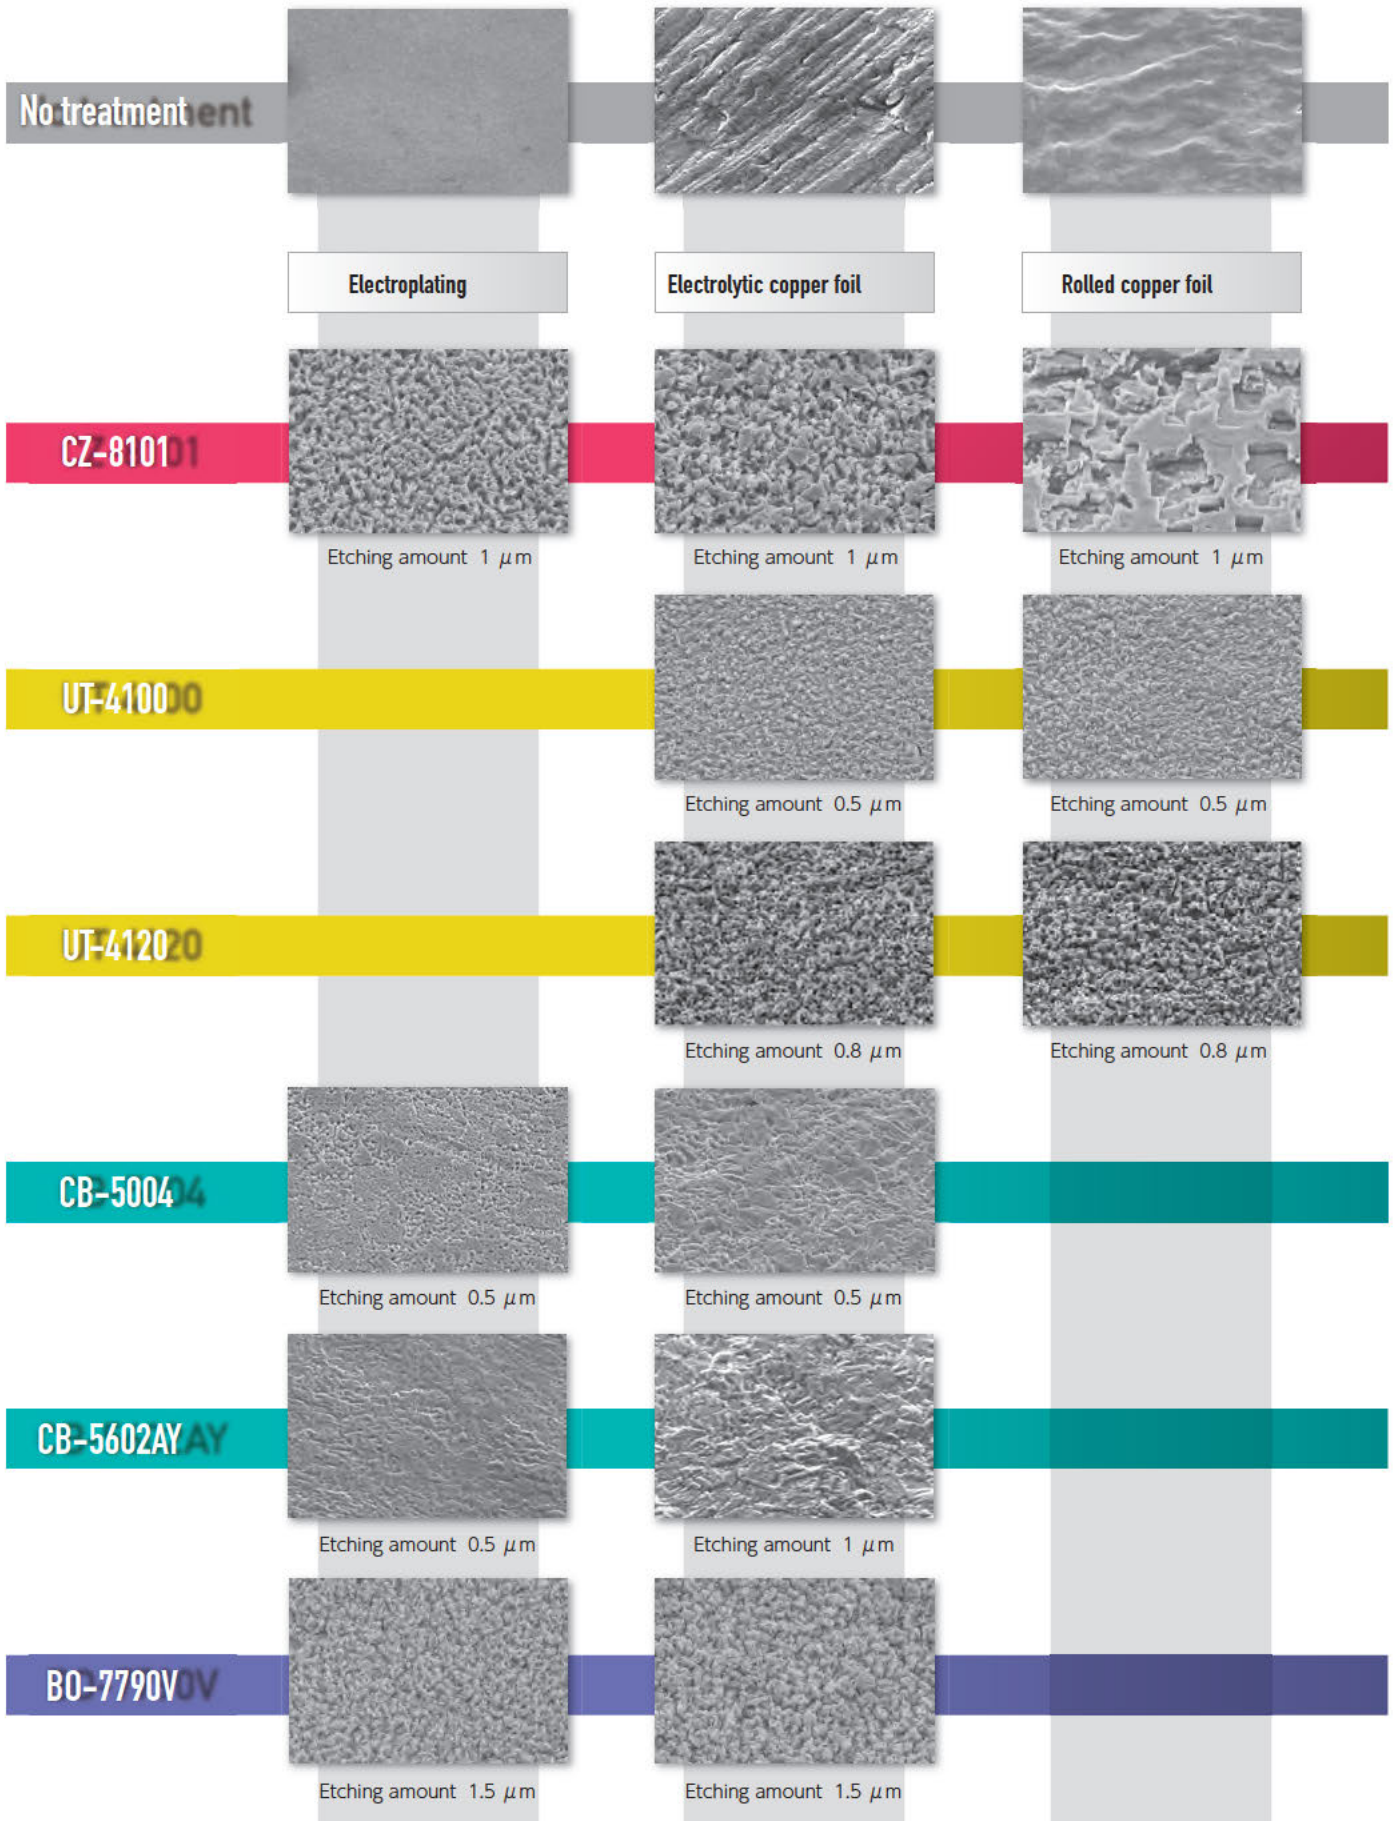 No treatment
Electroplating
Electrolytic copper foil
Rolled copper foil
CZ-8101
Etching amount 1 μm
Etching amount 1 μm
Etching amount 1 μm
UT-4100
Etching amount 0.5 μm
Etching amount 0.5 μm
UT-4120
Etching amount 0.8 μm
Etching amount 0.8 μm
CB-5004
Etching amount 0.5 μm
Etching amount 0.5 μm
CB-5602AY
Etching amount 0.5 μm
Etching amount 1 μm
BO-7790V
Etching amount 1.5 μm
Etching amount 1.5 μm